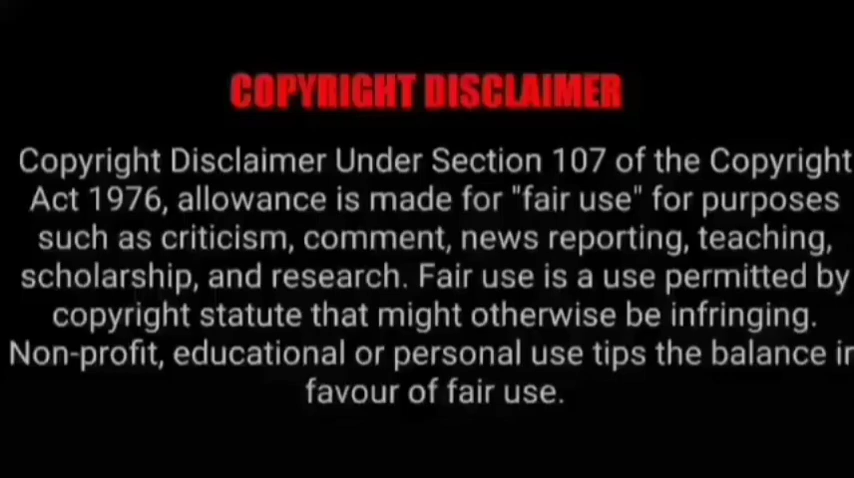 COPYRIGHT DISCLAIMER
Copyright Disclaimer Under Section 107 of the Copyright
Act 1976, allowance is made for "fair use" for purposes
such as criticism, comment, news reporting, teaching,
scholarship, and research. Fair use is a use permitted by
copyright statute that might otherwise be infringing.
Non-profit, educational or personal use tips the balance in
favour of fair use.